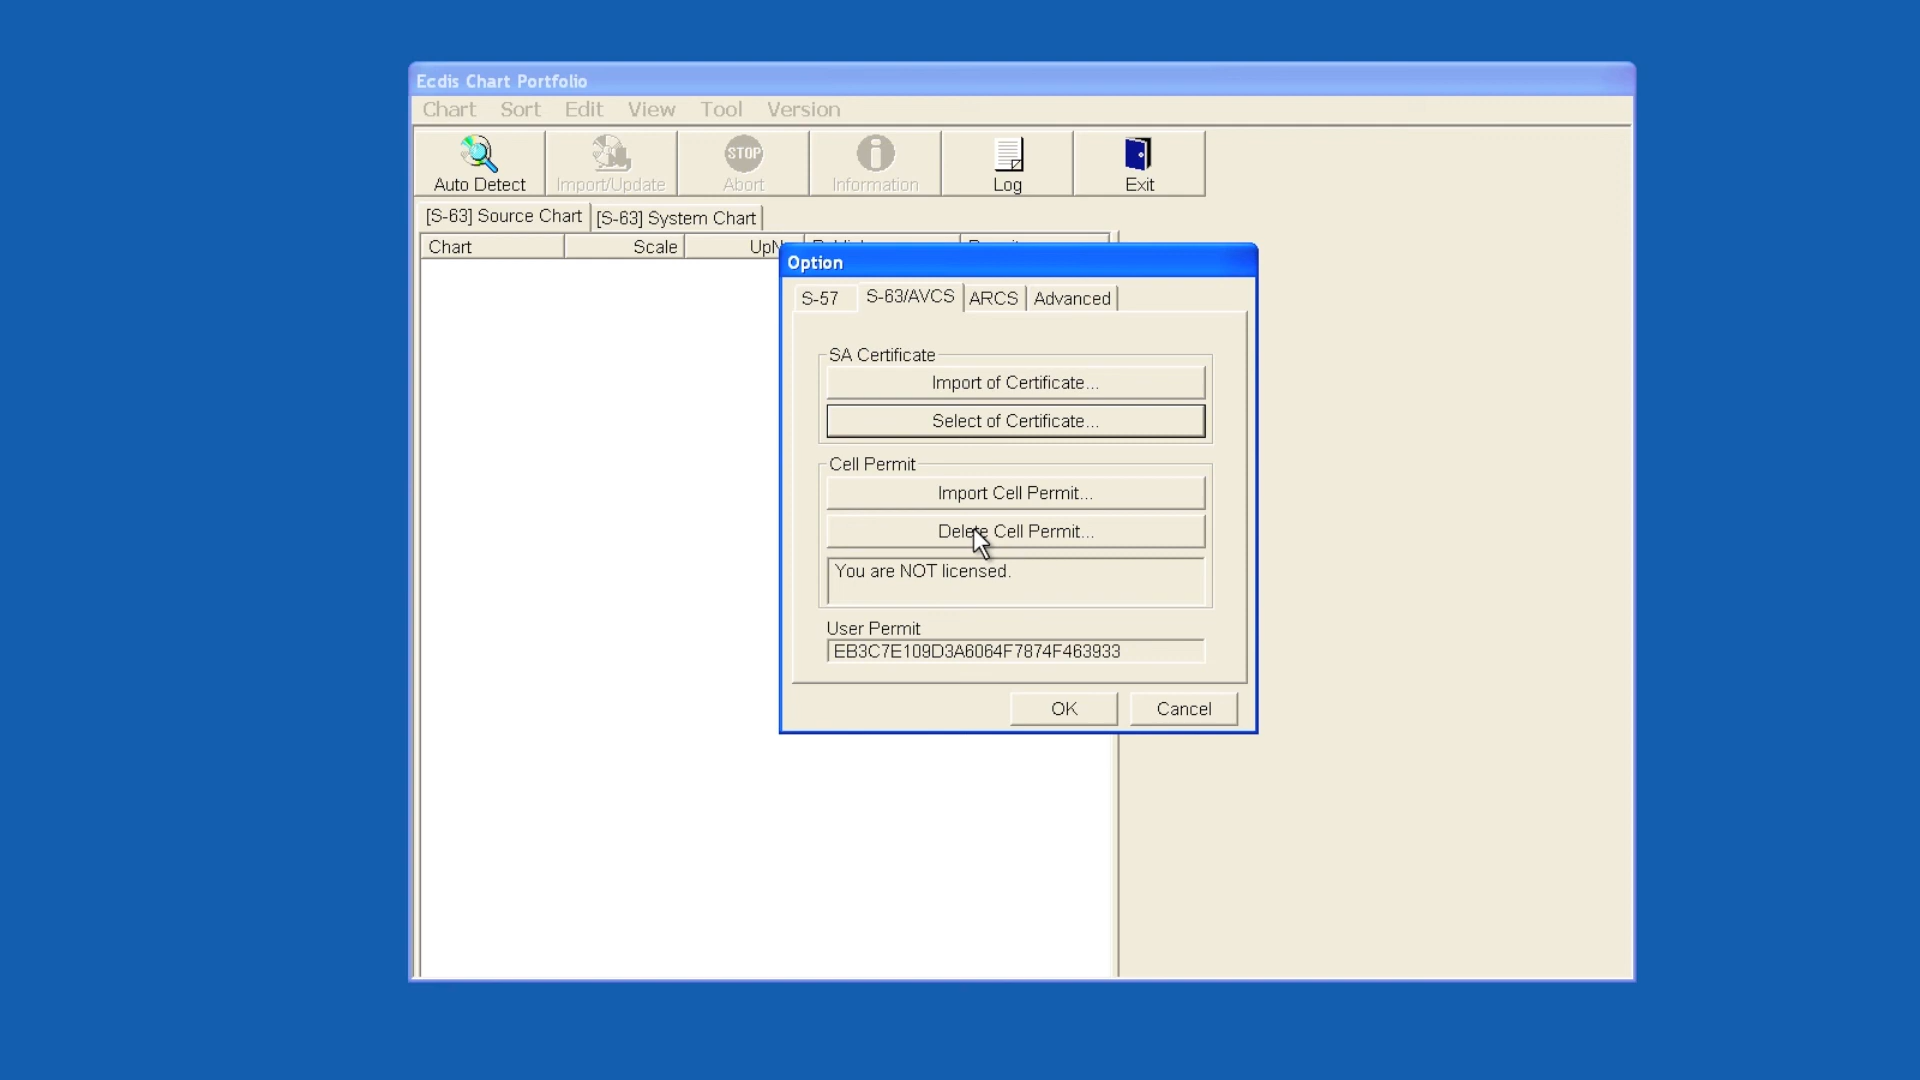 Ecdis Chart Portfolio
Chart Sort Edit View Tool Version
Auto Detect Import/Update Abort Information Log Exit
STOP
[S-63] Source Chart [S-63] System Chart
Chart Scale
Option
S-57 S-63/AVCS ARCS Advanced
SA Certificate
Import of Certificate...
Select of Certificate...
Cell Permit
Import Cell Permit...
Delete Cell Permit...
You are NOT licensed.
User Permit
EB3C7E109D3A6064F7874F463933
OK Cancel